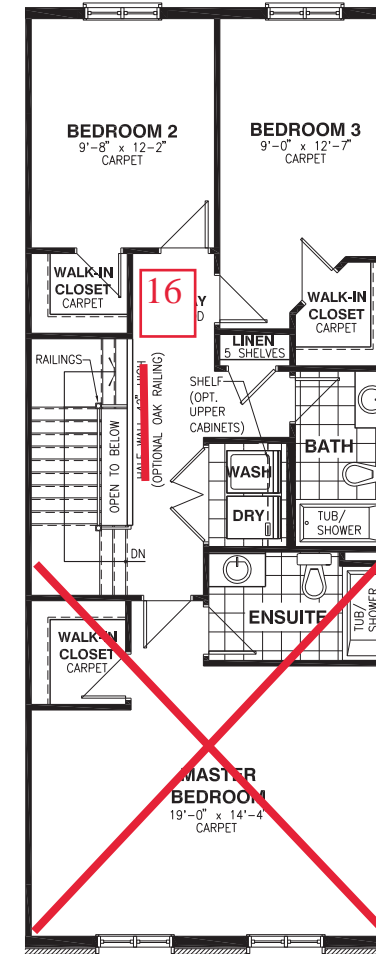 BEDROOM 2
9'-8" x 12-2"
CARPET
BEDROOM 3
9'-0" x 12'-7"
CARPET
WALK-IN
CLOSET
CARPET
16
WALK-IN
CLOSET
CARPET
LINEN
5 SHELVES
RAILINGS
SHELF
(OPT.
UPPER
CABINETS)
(OPTIONAL OAK RAILING)
OPEN TO BELOW
WASH
DRY
BATH
TUB/
SHOWER
DN
ENSUITE
TUB/
SHOWER
WALK-IN
CLOSET
CARPET
MASTER
BEDROOM
19'-0" x 14'-4"
CARPET